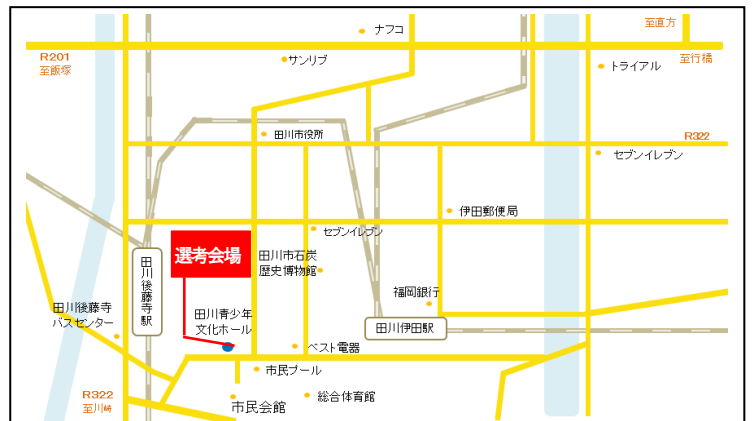 ナフコ
至直方
R201
至飯塚
サンリブ
至行橋
トライアル
田川市役所
R322
セブンイレブン
伊田郵便局
セブンイレブン
選考会場
田川市石炭
歴史博物館
田川後藤寺駅
福岡銀行
田川後藤寺
バスセンター
田川青少年
文化ホール
田川伊田駅
ベスト電器
市民プール
R322
至川崎
市民会館
総合体育館